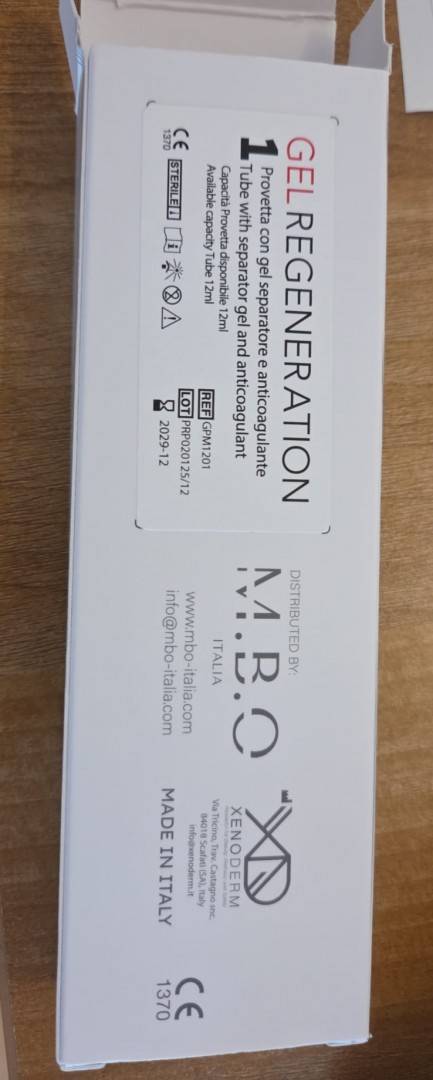 GEL REGENERATION
1 Provetta con gel separatore e anticoagulante
Tube with separator gel and anticoagulant
Capacità Provetta disponibile 12ml
Available capacity Tube 12ml
REF GPM1201
LOT PRP020125/12
2029-12
CE
1370
STERILE
DISTRIBUTED BY:
M.B.O
ITALIA
www.mbo-italia.com
info@mbo-italia.com
XD
XENODERM
Via Tricino, Trav. Castagno snc.
84018 Scafati (SA), Italy
info@xenoderm.it
MADE IN ITALY
CE
1370